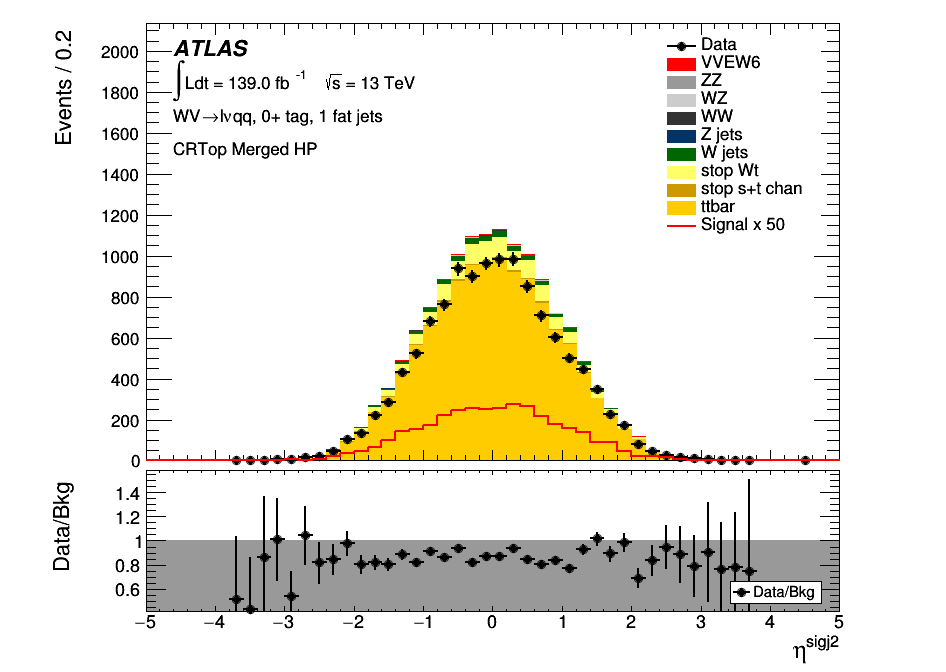 Events / 0.2
2000
1800
1600
1400
1200
1000
800
600
400
200
0
ATLAS
∫Ldt = 139.0 fb⁻¹ √s = 13 TeV
WV→lνqq, 0+ tag, 1 fat jets
CRTop Merged HP
Data
VVEW6
ZZ
WZ
WW
Z jets
W jets
stop Wt
stop s+t chan
ttbar
Signal x 50
Data/Bkg
1.4
1.2
1
0.8
0.6
Data/Bkg
−5 −4 −3 −2 −1 0 1 2 3 4 5
η^sigj2